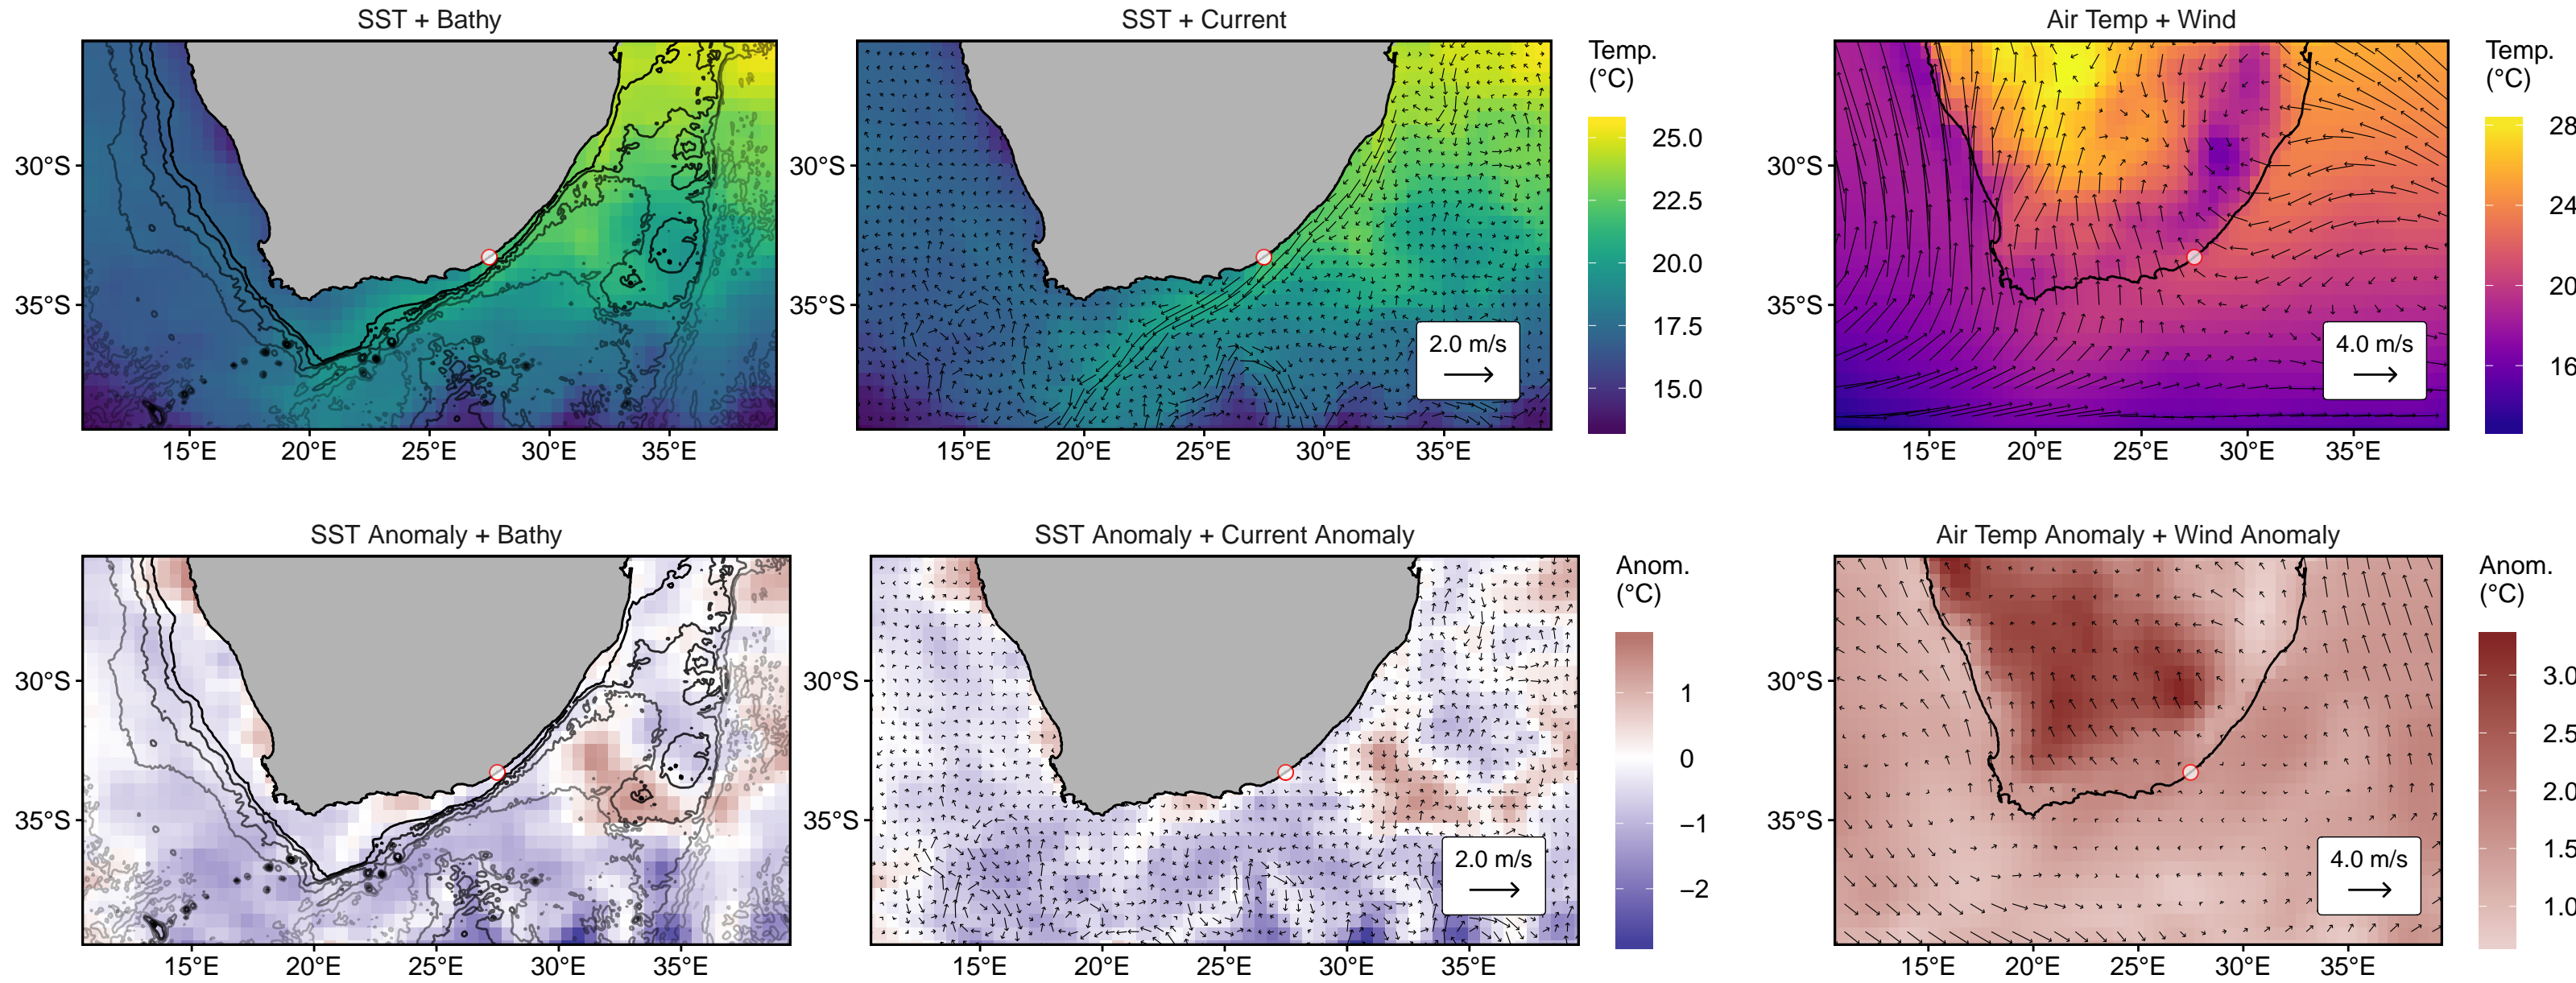 SST + Bathy
30°S
35°S
15°E 20°E 25°E 30°E 35°E
SST + Current
30°S
35°S
2.0 m/s
15°E 20°E 25°E 30°E 35°E
Temp.
(°C)
25.0
22.5
20.0
17.5
15.0
Air Temp + Wind
30°S
35°S
4.0 m/s
15°E 20°E 25°E 30°E 35°E
Temp.
(°C)
28
24
20
16
SST Anomaly + Bathy
30°S
35°S
15°E 20°E 25°E 30°E 35°E
SST Anomaly + Current Anomaly
30°S
35°S
2.0 m/s
15°E 20°E 25°E 30°E 35°E
Anom.
(°C)
1
0
−1
−2
Air Temp Anomaly + Wind Anomaly
30°S
35°S
4.0 m/s
15°E 20°E 25°E 30°E 35°E
Anom.
(°C)
3.0
2.5
2.0
1.5
1.0